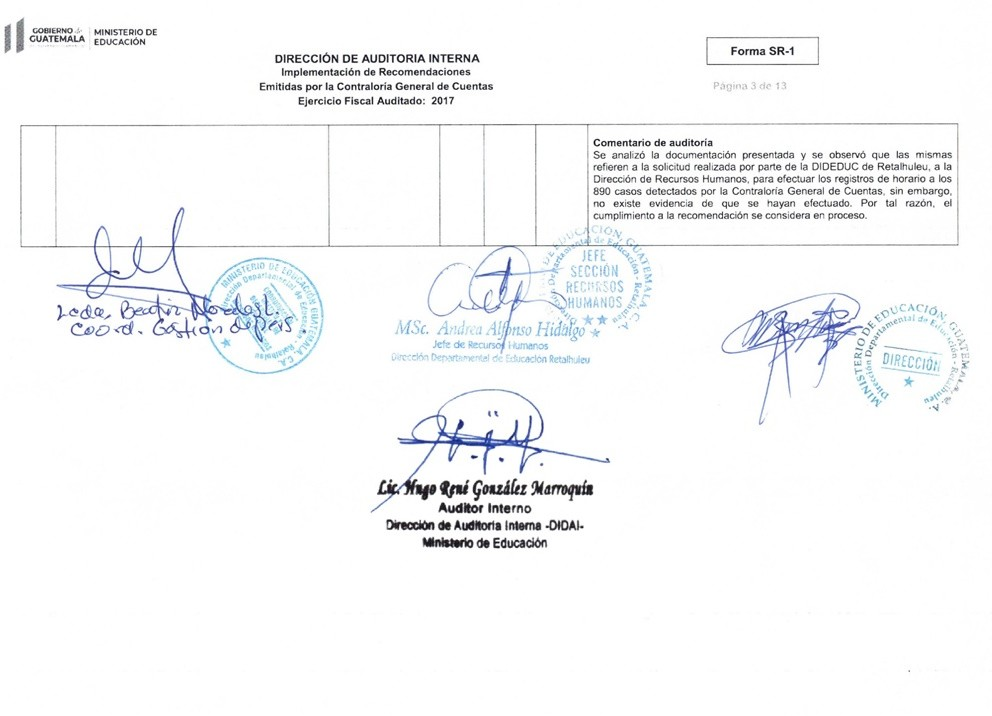 GOBIERNO de
GUATEMALA
MINISTERIO DE
EDUCACIÓN
DIRECCIÓN DE AUDITORIA INTERNA
Implementación de Recomendaciones
Emitidas por la Contraloría General de Cuentas
Ejercicio Fiscal Auditado: 2017
Forma SR-1
Página 3 de 13
Comentario de auditoría
Se analizó la documentación presentada y se observó que las mismas
refieren a la solicitud realizada por parte de la DIDEDUC de Retalhuleu, a la
Dirección de Recursos Humanos, para efectuar los registros de horario a los
890 casos detectados por la Contraloría General de Cuentas, sin embargo,
no existe evidencia de que se hayan efectuado. Por tal razón, el
cumplimiento a la recomendación se considera en proceso.
Leda. Beatriz
Coord. Gestión de pers
MINISTERIO DE EDUCACIÓN GUATEMALA, C.A.
Dirección Departamental de Educación - Retalhuleu
DE EDUCACIÓN, GUATEMALA, C. A.
Departamental de Educación - Retalhuleu
JEFE
SECCIÓN
RECURSOS
HUMANOS
MSc. Andrea Alfonso Hidalgo
Jefe de Recursos Humanos
Dirección Departamental de Educación Retalhuleu
MINISTERIO DE EDUCACIÓN, GUATEMALA, C. A.
Dirección Departamental de Educación - Retalhuleu
DIRECCIÓN
Lic. Hugo René González Marroquín
Auditor Interno
Dirección de Auditoría Interna -DIDAI-
Ministerio de Educación